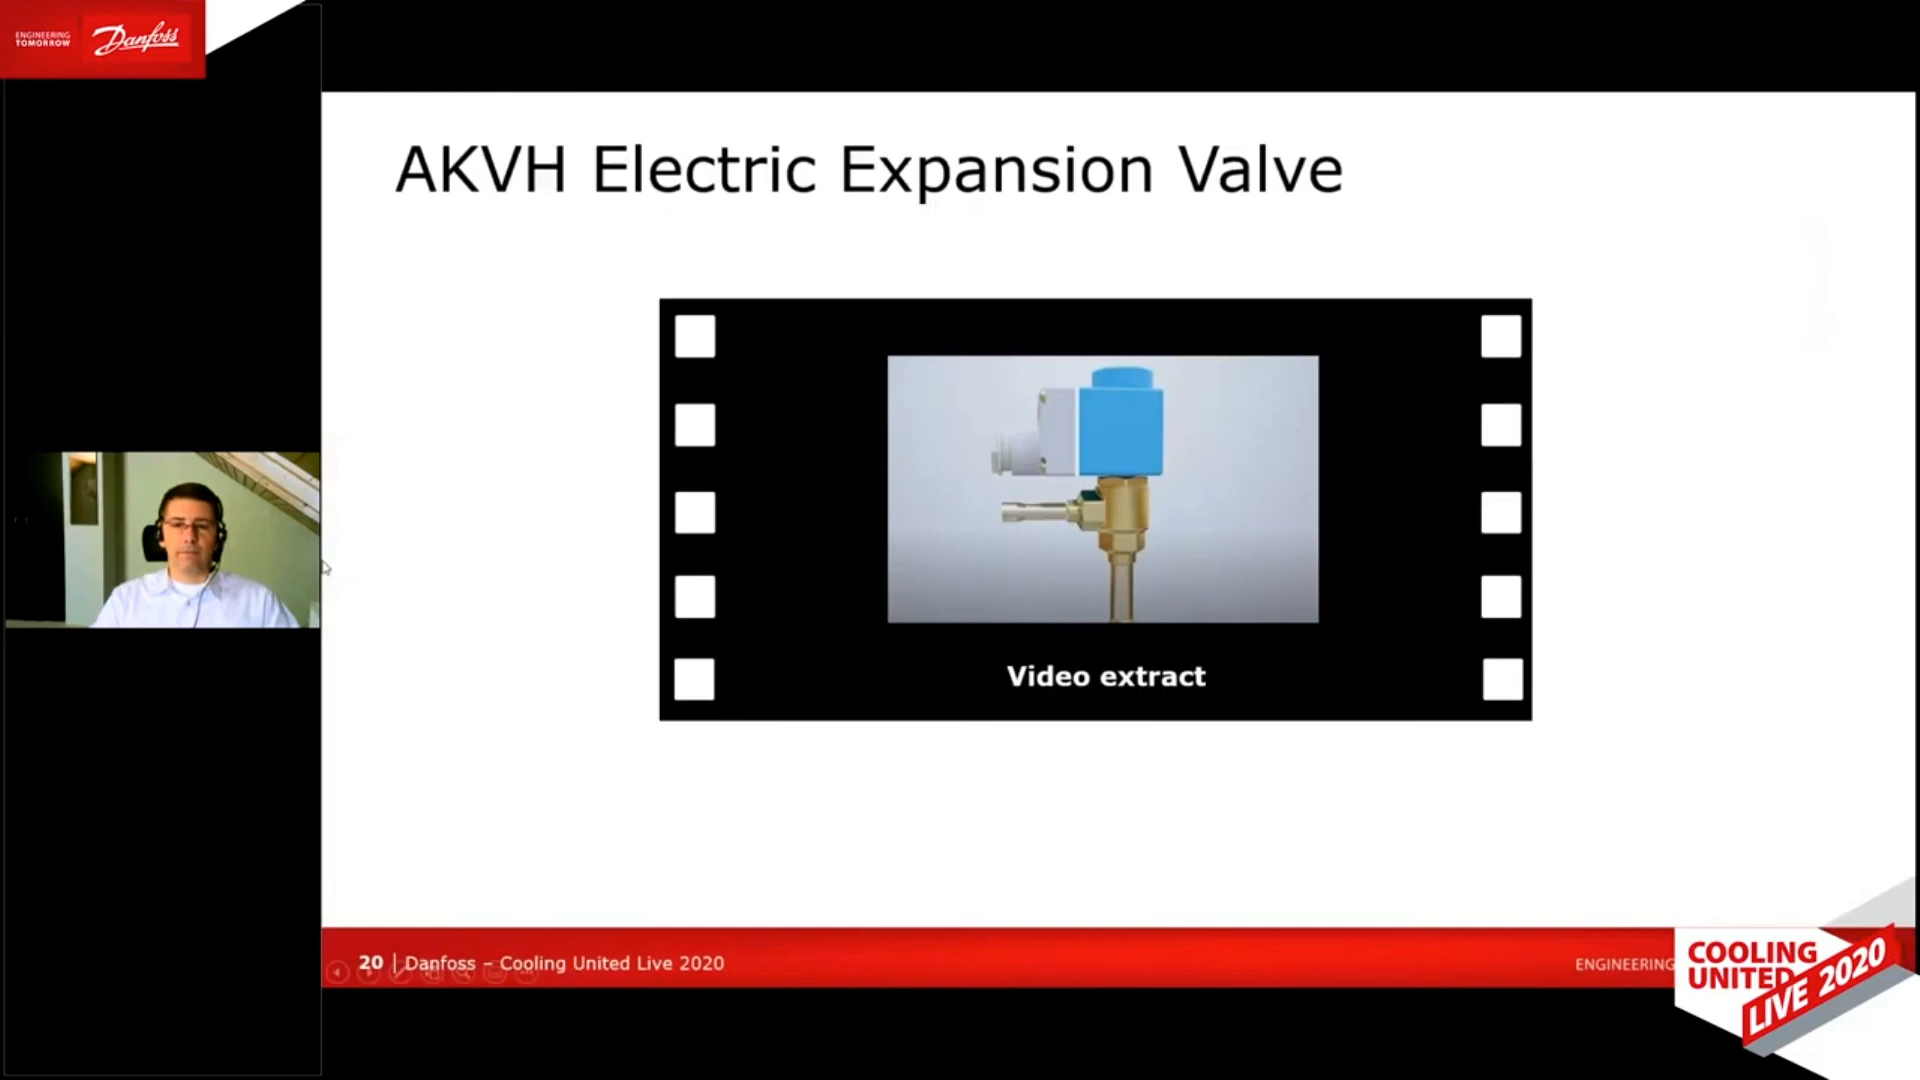 ENGINEERING
TOMORROW
Danfoss
AKVH Electric Expansion Valve
Video extract
20 | Danfoss – Cooling United Live 2020
ENGINEERING
COOLING
UNITED
LIVE 2020